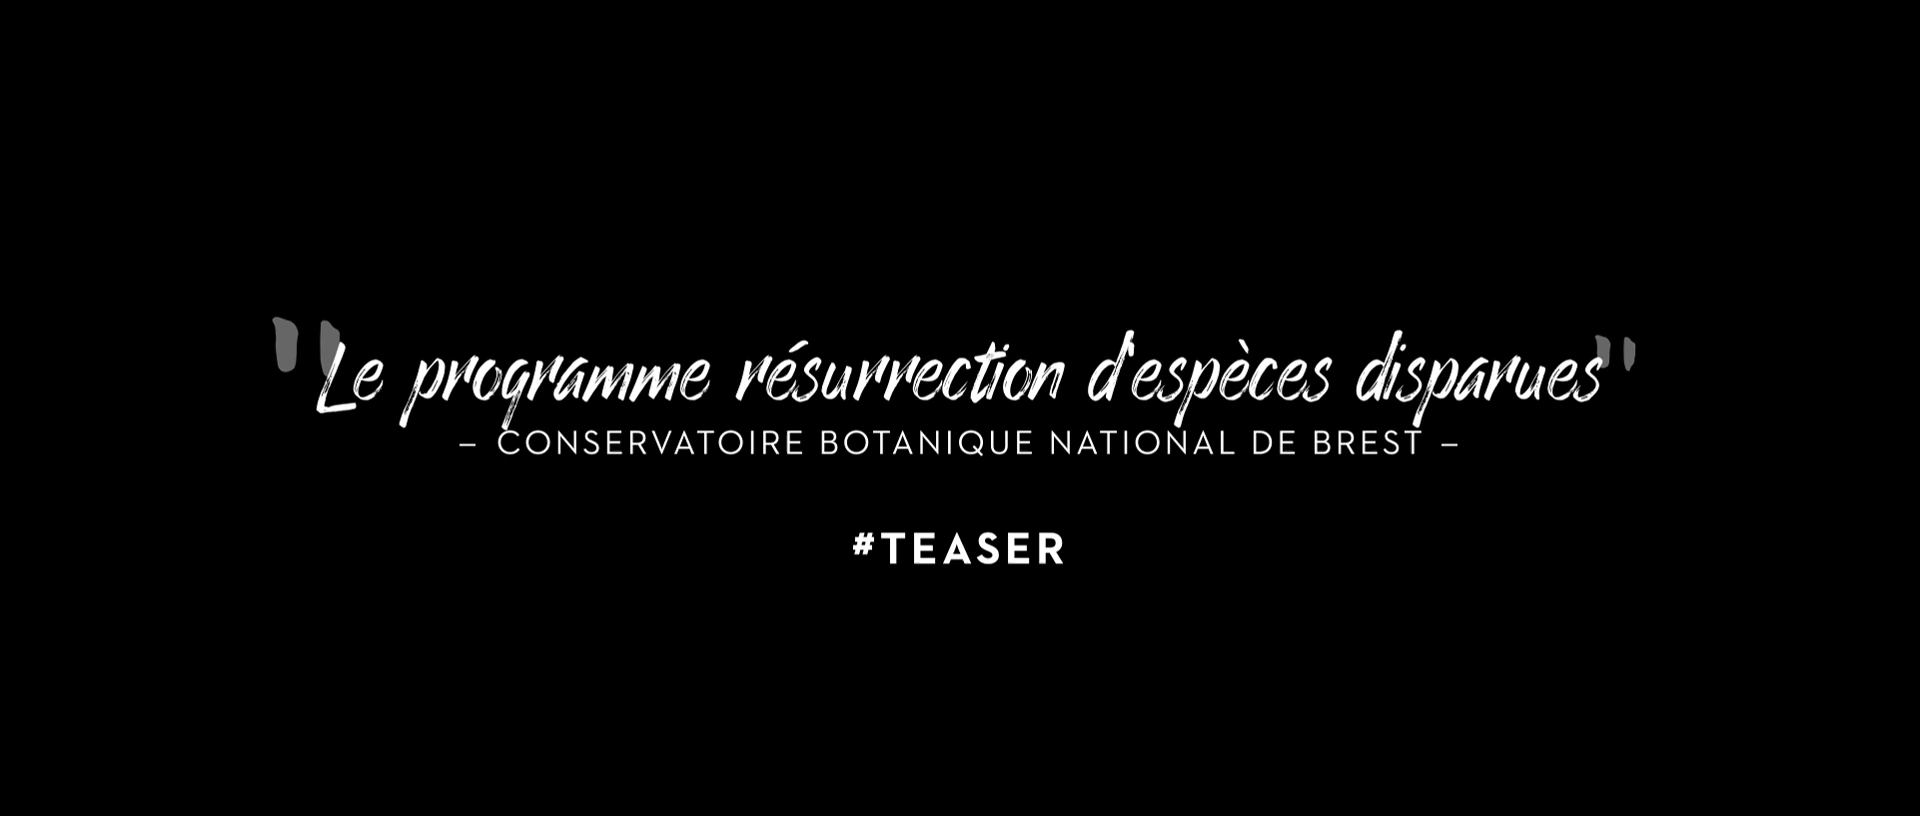 "Le programme résurrection d'espèces disparues"
– CONSERVATOIRE BOTANIQUE NATIONAL DE BREST –
#TEASER